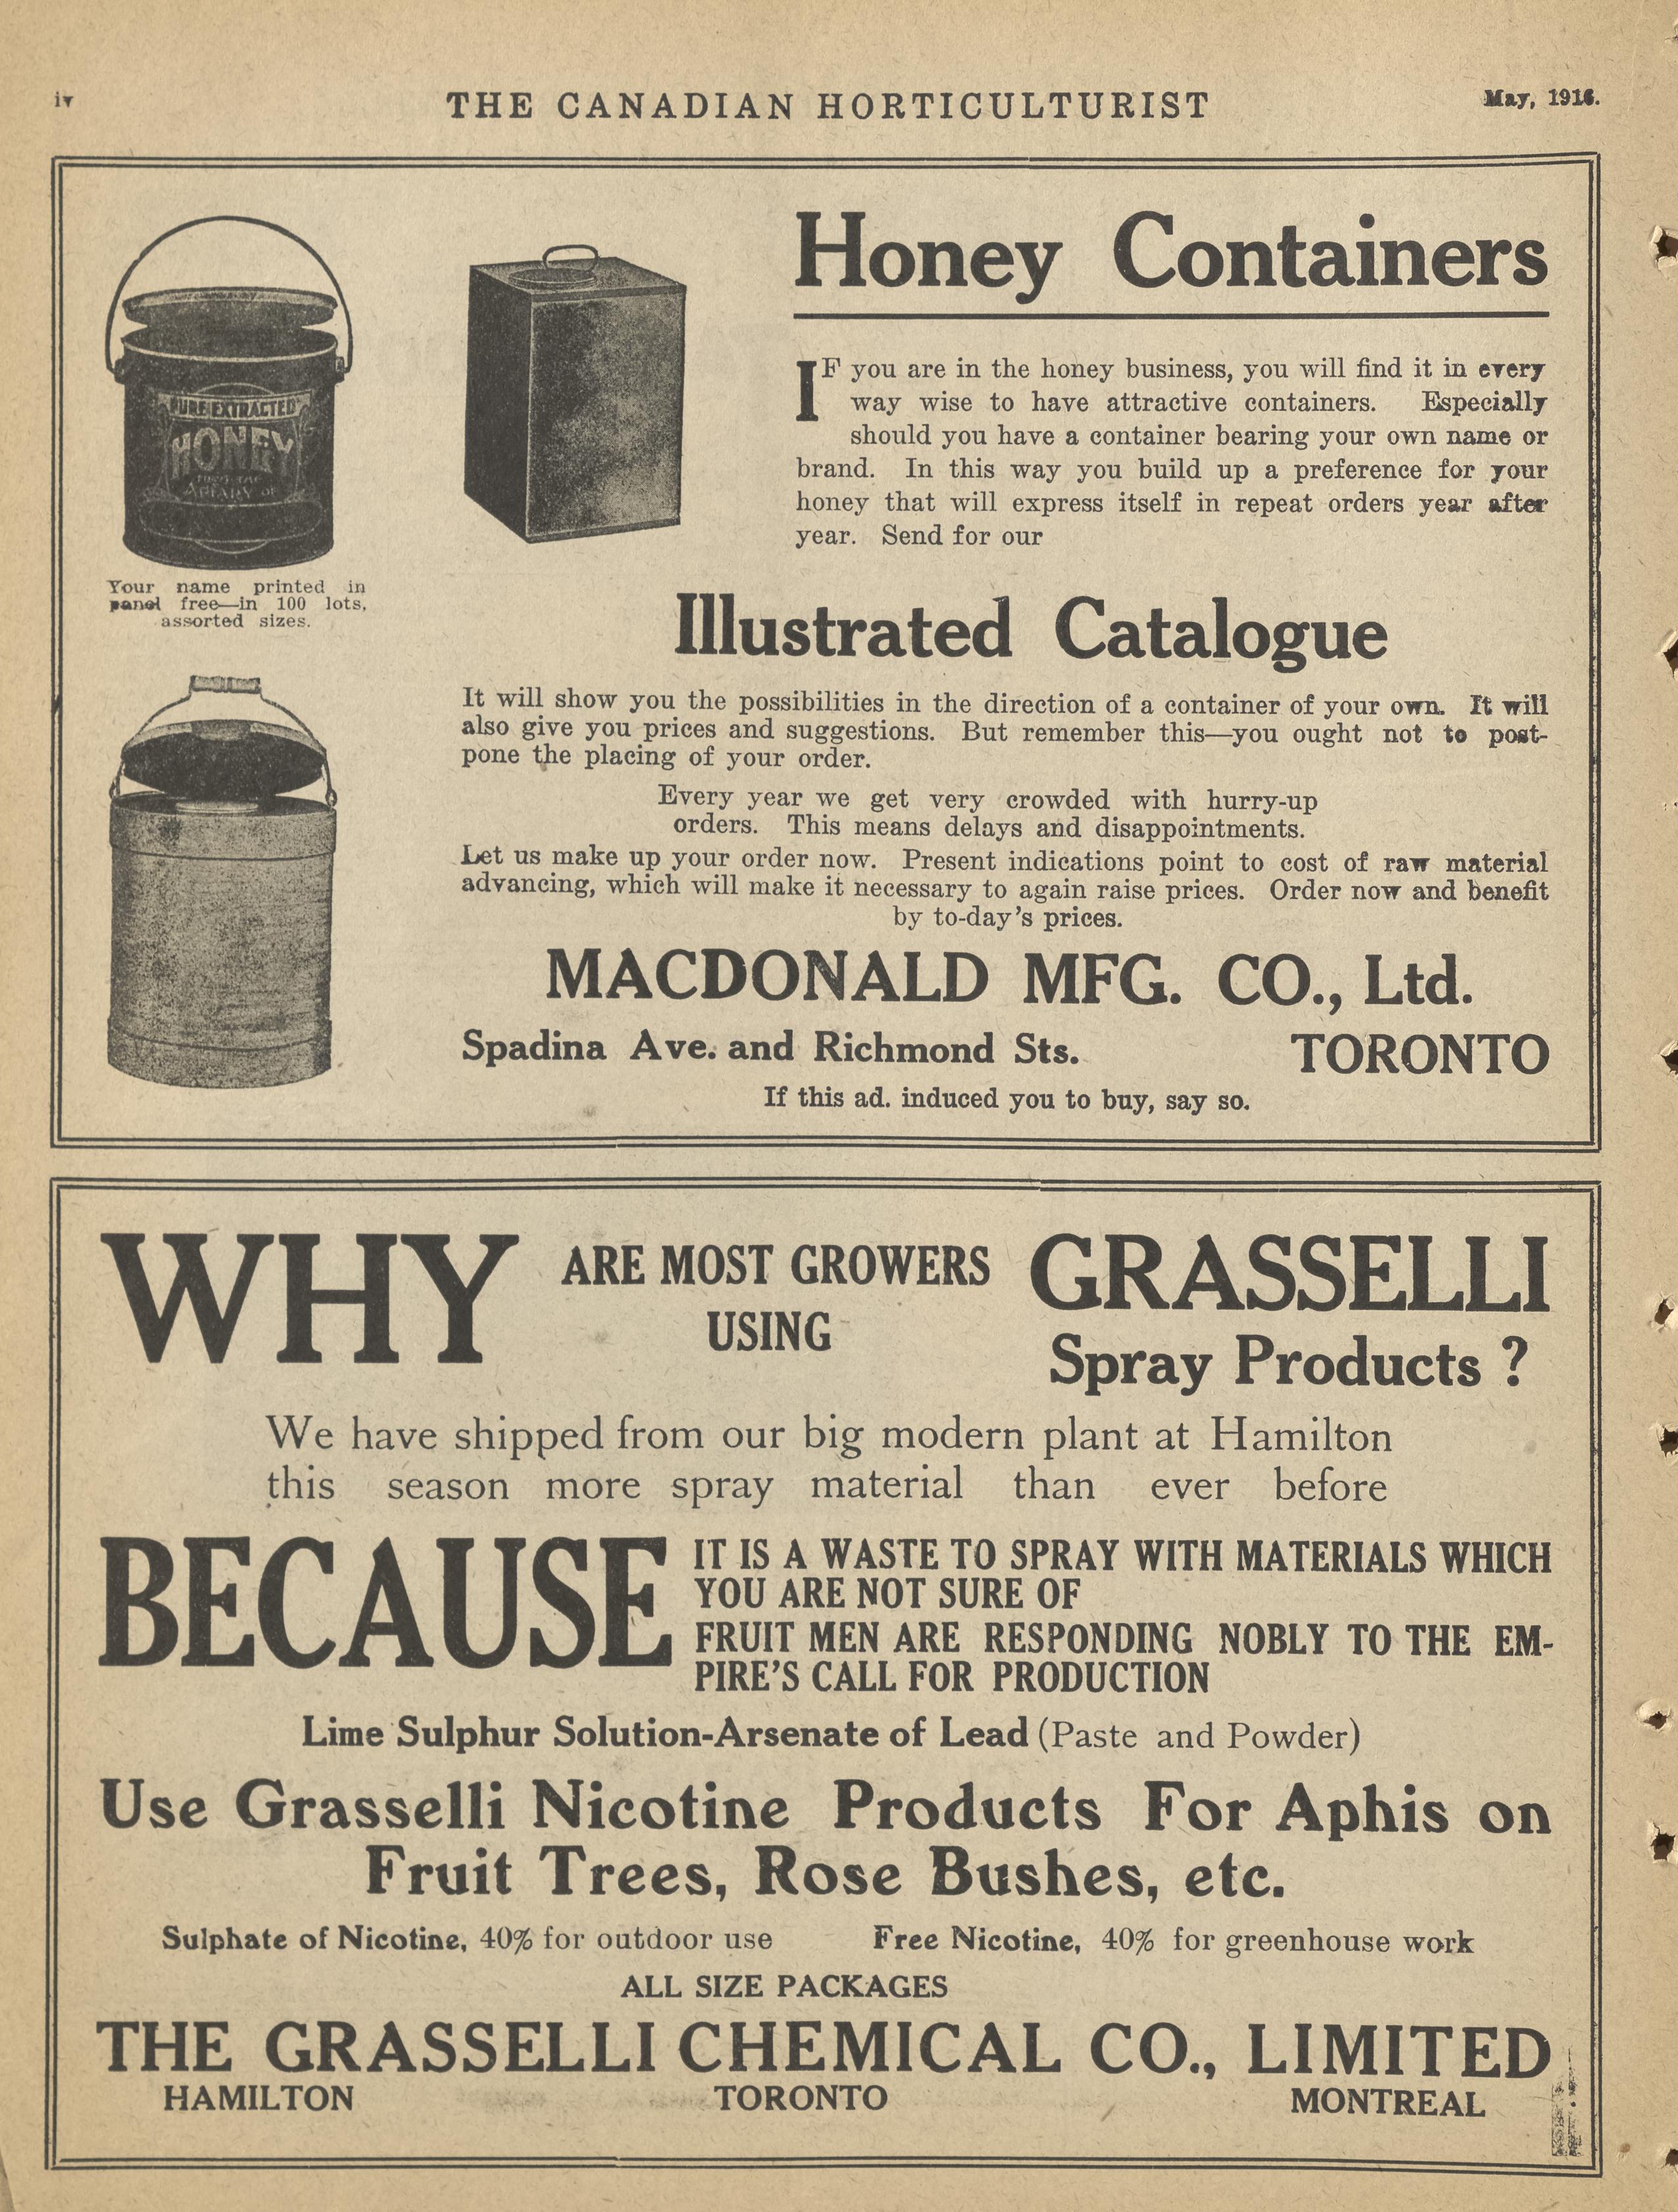 iv
THE CANADIAN HORTICULTURIST
May, 1916.
Honey Containers
PURE EXTRACTED
HONEY
FROM THE
APIARY OF
IF you are in the honey business, you will find it in every
way wise to have attractive containers. Especially
should you have a container bearing your own name or
brand. In this way you build up a preference for your
honey that will express itself in repeat orders year after
year. Send for our
Your name printed in
panel free—in 100 lots,
assorted sizes.
Illustrated Catalogue
It will show you the possibilities in the direction of a container of your own. It will
also give you prices and suggestions. But remember this—you ought not to post-
pone the placing of your order.
Every year we get very crowded with hurry-up
orders. This means delays and disappointments.
Let us make up your order now. Present indications point to cost of raw material
advancing, which will make it necessary to again raise prices. Order now and benefit
by to-day's prices.
MACDONALD MFG. CO., Ltd.
Spadina Ave. and Richmond Sts. TORONTO
If this ad. induced you to buy, say so.
WHY ARE MOST GROWERS GRASSELLI
USING
Spray Products ?
We have shipped from our big modern plant at Hamilton
this season more spray material than ever before
BECAUSE IT IS A WASTE TO SPRAY WITH MATERIALS WHICH
YOU ARE NOT SURE OF
FRUIT MEN ARE RESPONDING NOBLY TO THE EM-
PIRE'S CALL FOR PRODUCTION
Lime Sulphur Solution-Arsenate of Lead (Paste and Powder)
Use Grasselli Nicotine Products For Aphis on
Fruit Trees, Rose Bushes, etc.
Sulphate of Nicotine, 40% for outdoor use Free Nicotine, 40% for greenhouse work
ALL SIZE PACKAGES
THE GRASSELLI CHEMICAL CO., LIMITED
HAMILTON TORONTO MONTREAL